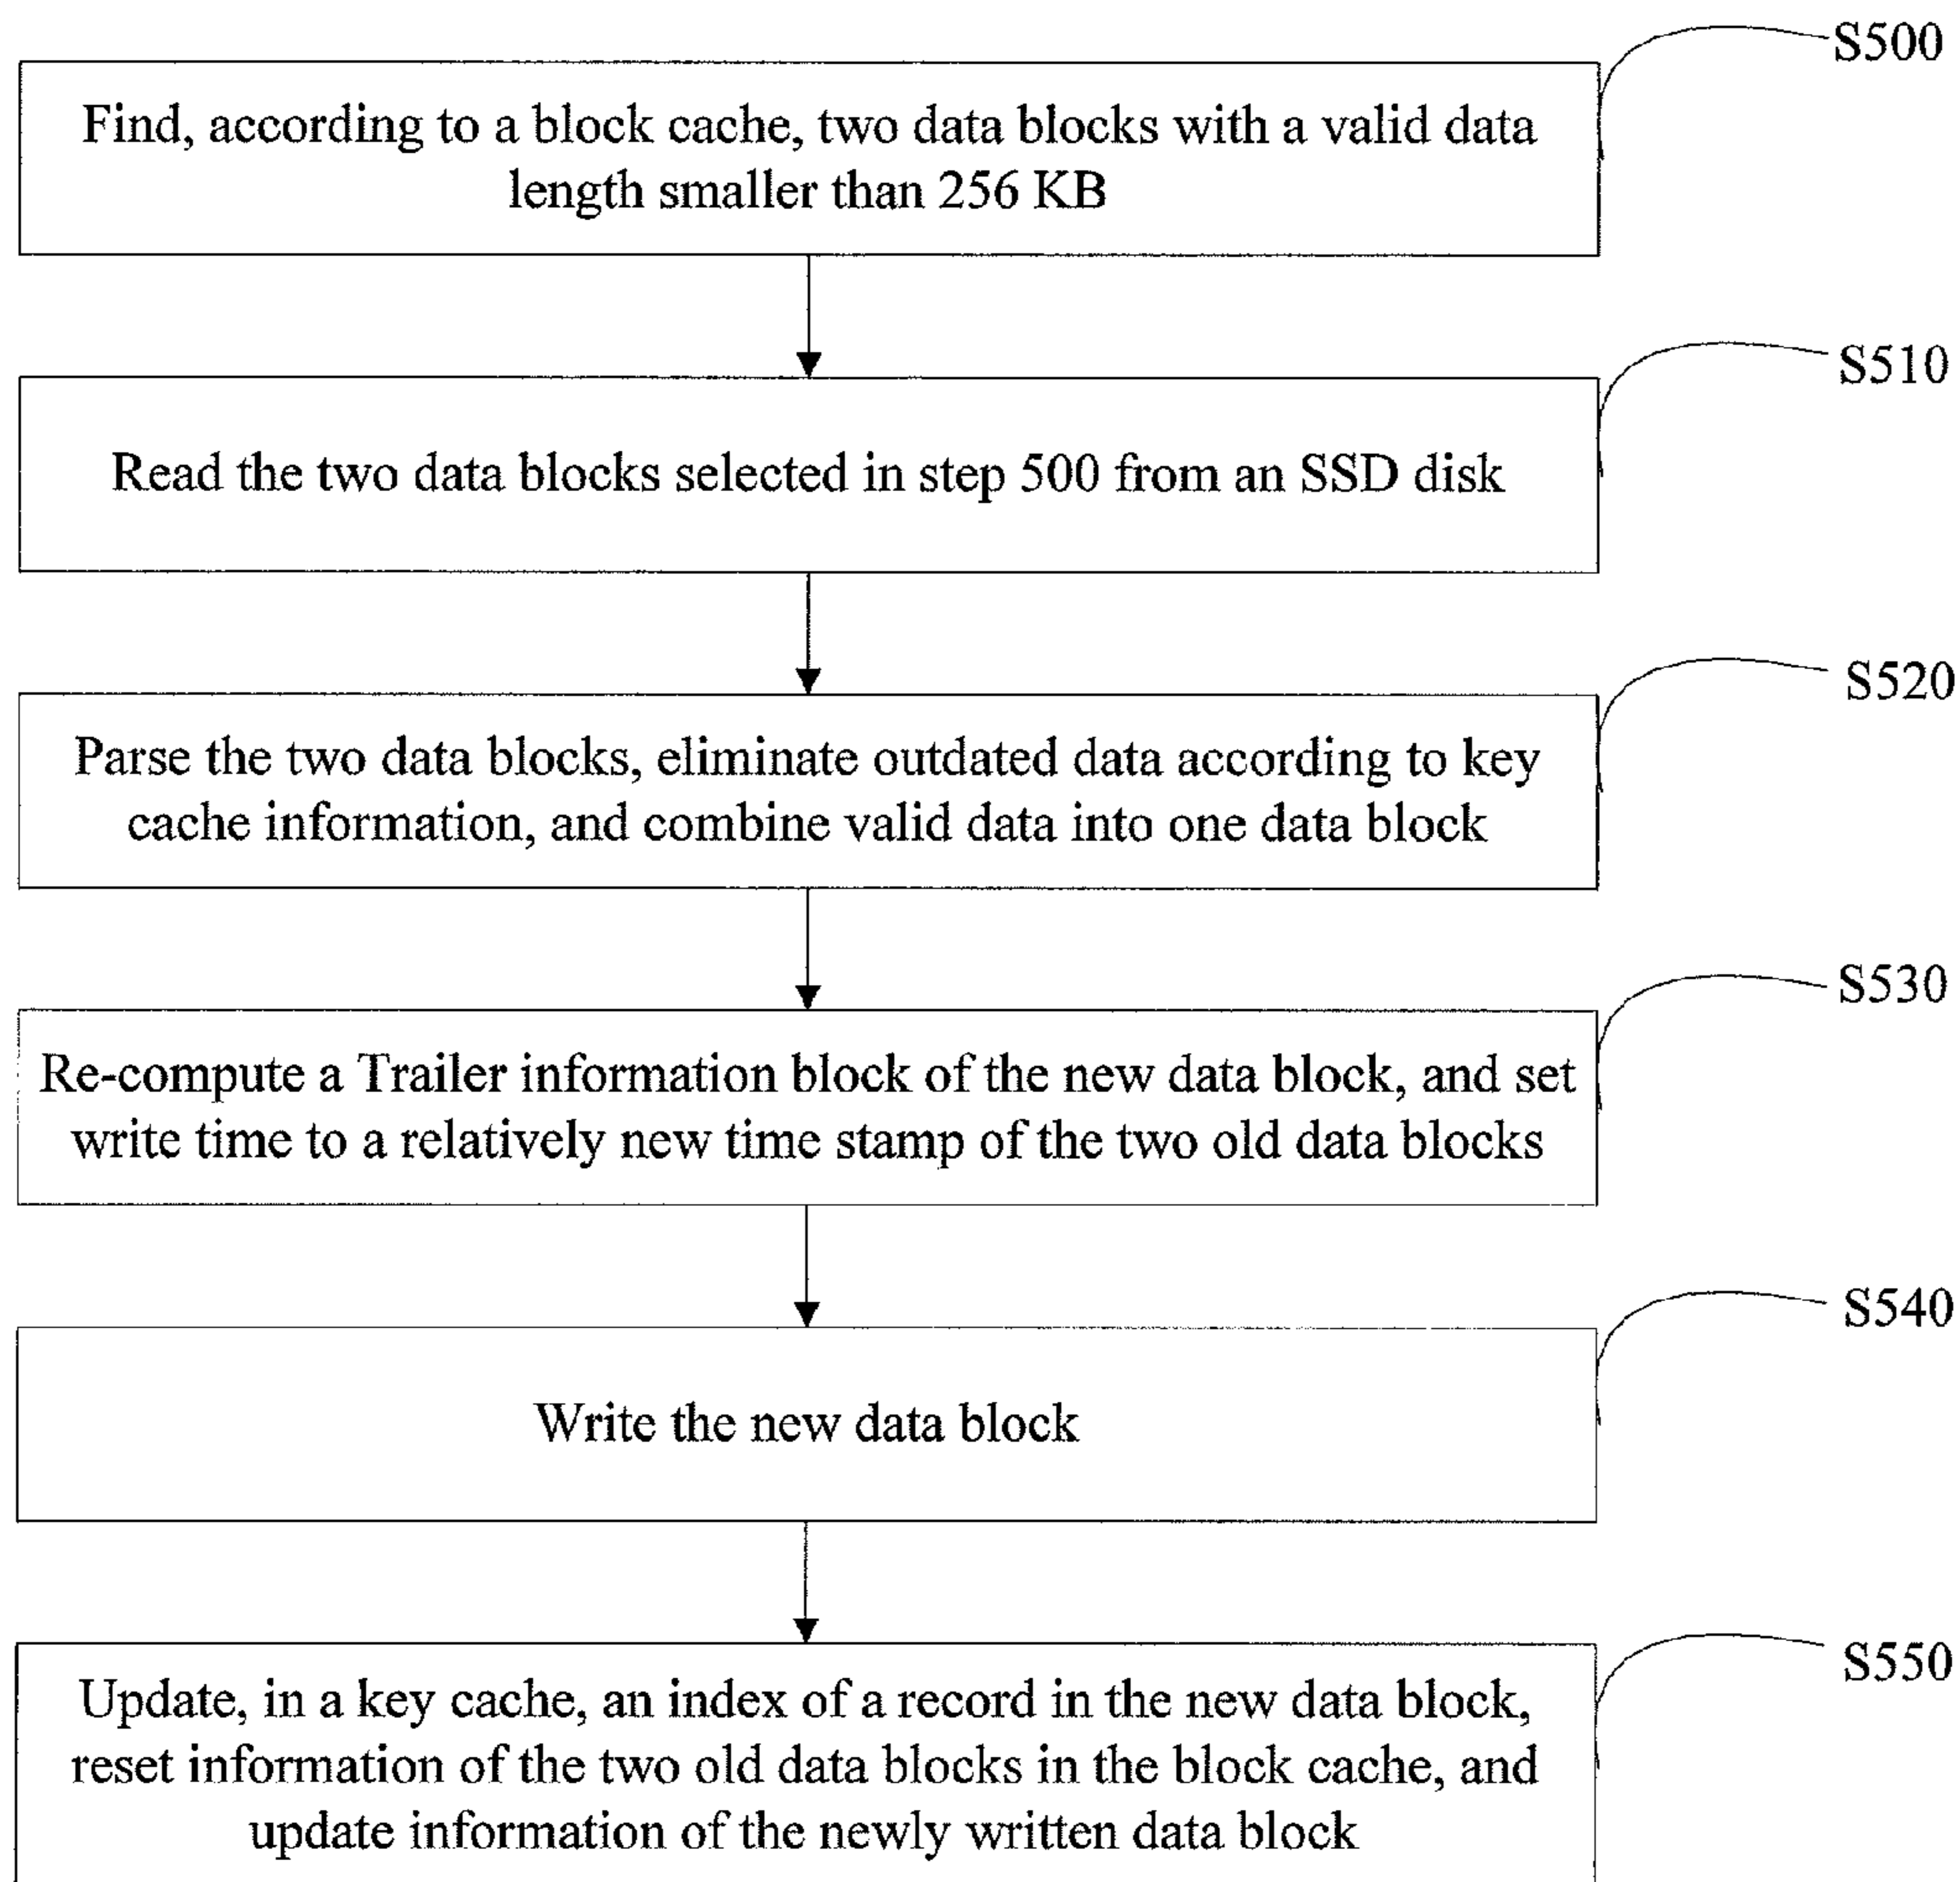 S500
Find, according to a block cache, two data blocks with a valid data
length smaller than 256 KB
S510
Read the two data blocks selected in step 500 from an SSD disk
S520
Parse the two data blocks, eliminate outdated data according to key
cache information, and combine valid data into one data block
S530
Re-compute a Trailer information block of the new data block, and set
write time to a relatively new time stamp of the two old data blocks
S540
Write the new data block
S550
Update, in a key cache, an index of a record in the new data block,
reset information of the two old data blocks in the block cache, and
update information of the newly written data block